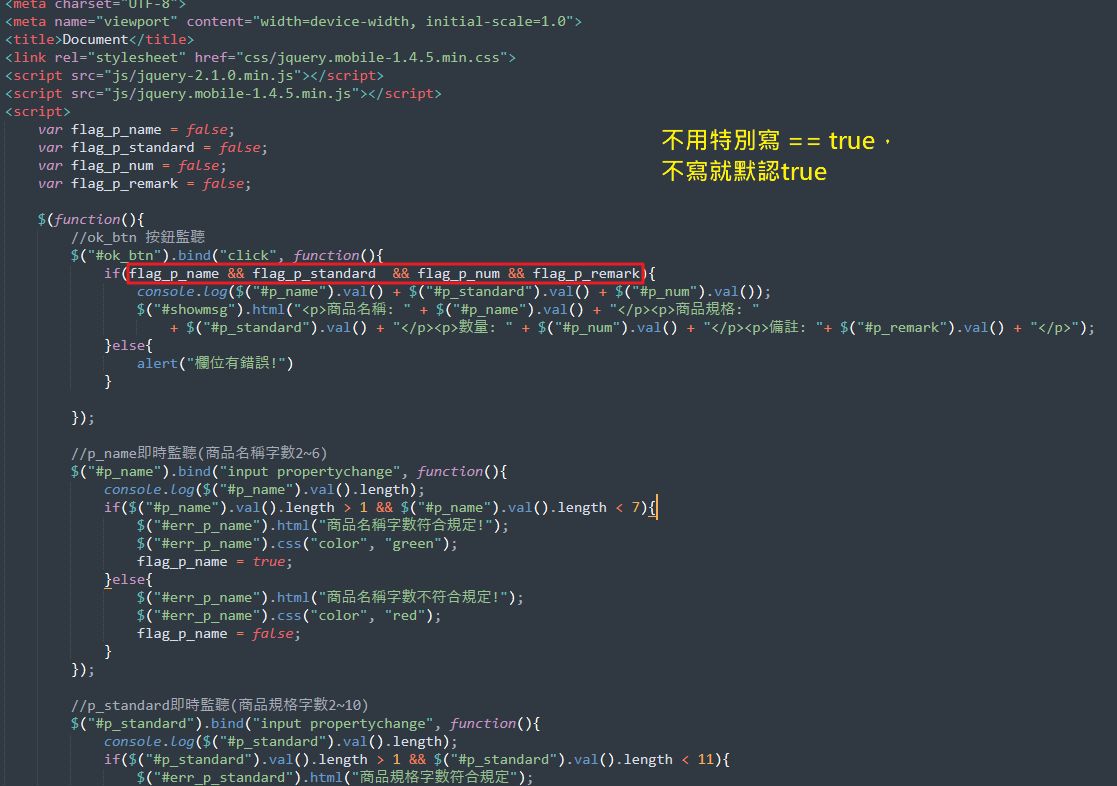 <meta charset="UTF-8">
<meta name="viewport" content="width=device-width, initial-scale=1.0">
<title>Document</title>
<link rel="stylesheet" href="css/jquery.mobile-1.4.5.min.css">
<script src="js/jquery-2.1.0.min.js"></script>
<script src="js/jquery.mobile-1.4.5.min.js"></script>
<script>
var flag_p_name = false;
var flag_p_standard = false;
var flag_p_num = false;
var flag_p_remark = false;
不用特別寫 == true，
不寫就默認true
$(function(){
//ok_btn 按鈕監聽
$("#ok_btn").bind("click", function(){
if(flag_p_name && flag_p_standard  && flag_p_num && flag_p_remark){
console.log($("#p_name").val() + $("#p_standard").val() + $("#p_num").val());
$("#showmsg").html("<p>商品名稱: " + $("#p_name").val() + "</p><p>商品規格: "
+ $("#p_standard").val() + "</p><p>數量: " + $("#p_num").val() + "</p><p>備註: "+ $("#p_remark").val() + "</p>");
}else{
alert("欄位有錯誤!")
}
});
//p_name即時監聽(商品名稱字數2~6)
$("#p_name").bind("input propertychange", function(){
console.log($("#p_name").val().length);
if($("#p_name").val().length > 1 && $("#p_name").val().length < 7){
$("#err_p_name").html("商品名稱字數符合規定!");
$("#err_p_name").css("color", "green");
flag_p_name = true;
}else{
$("#err_p_name").html("商品名稱字數不符合規定!");
$("#err_p_name").css("color", "red");
flag_p_name = false;
}
});
//p_standard即時監聽(商品規格字數2~10)
$("#p_standard").bind("input propertychange", function(){
console.log($("#p_standard").val().length);
if($("#p_standard").val().length > 1 && $("#p_standard").val().length < 11){
$("#err_p_standard").html("商品規格字數符合規定");